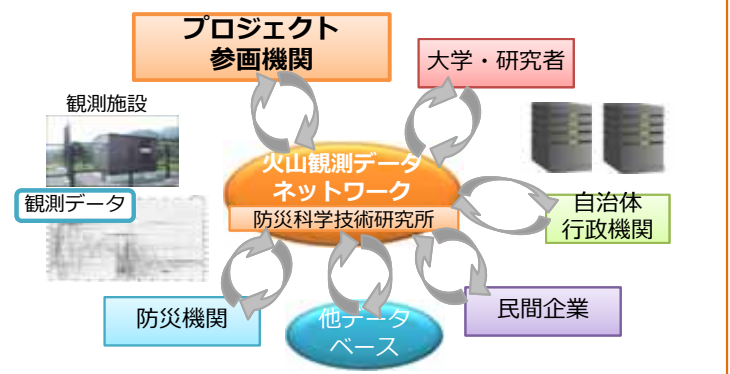 プロジェクト
参画機関
大学・研究者
観測施設
火山観測データ
ネットワーク
観測データ
防災科学技術研究所
自治体
行政機関
防災機関
他データ
ベース
民間企業